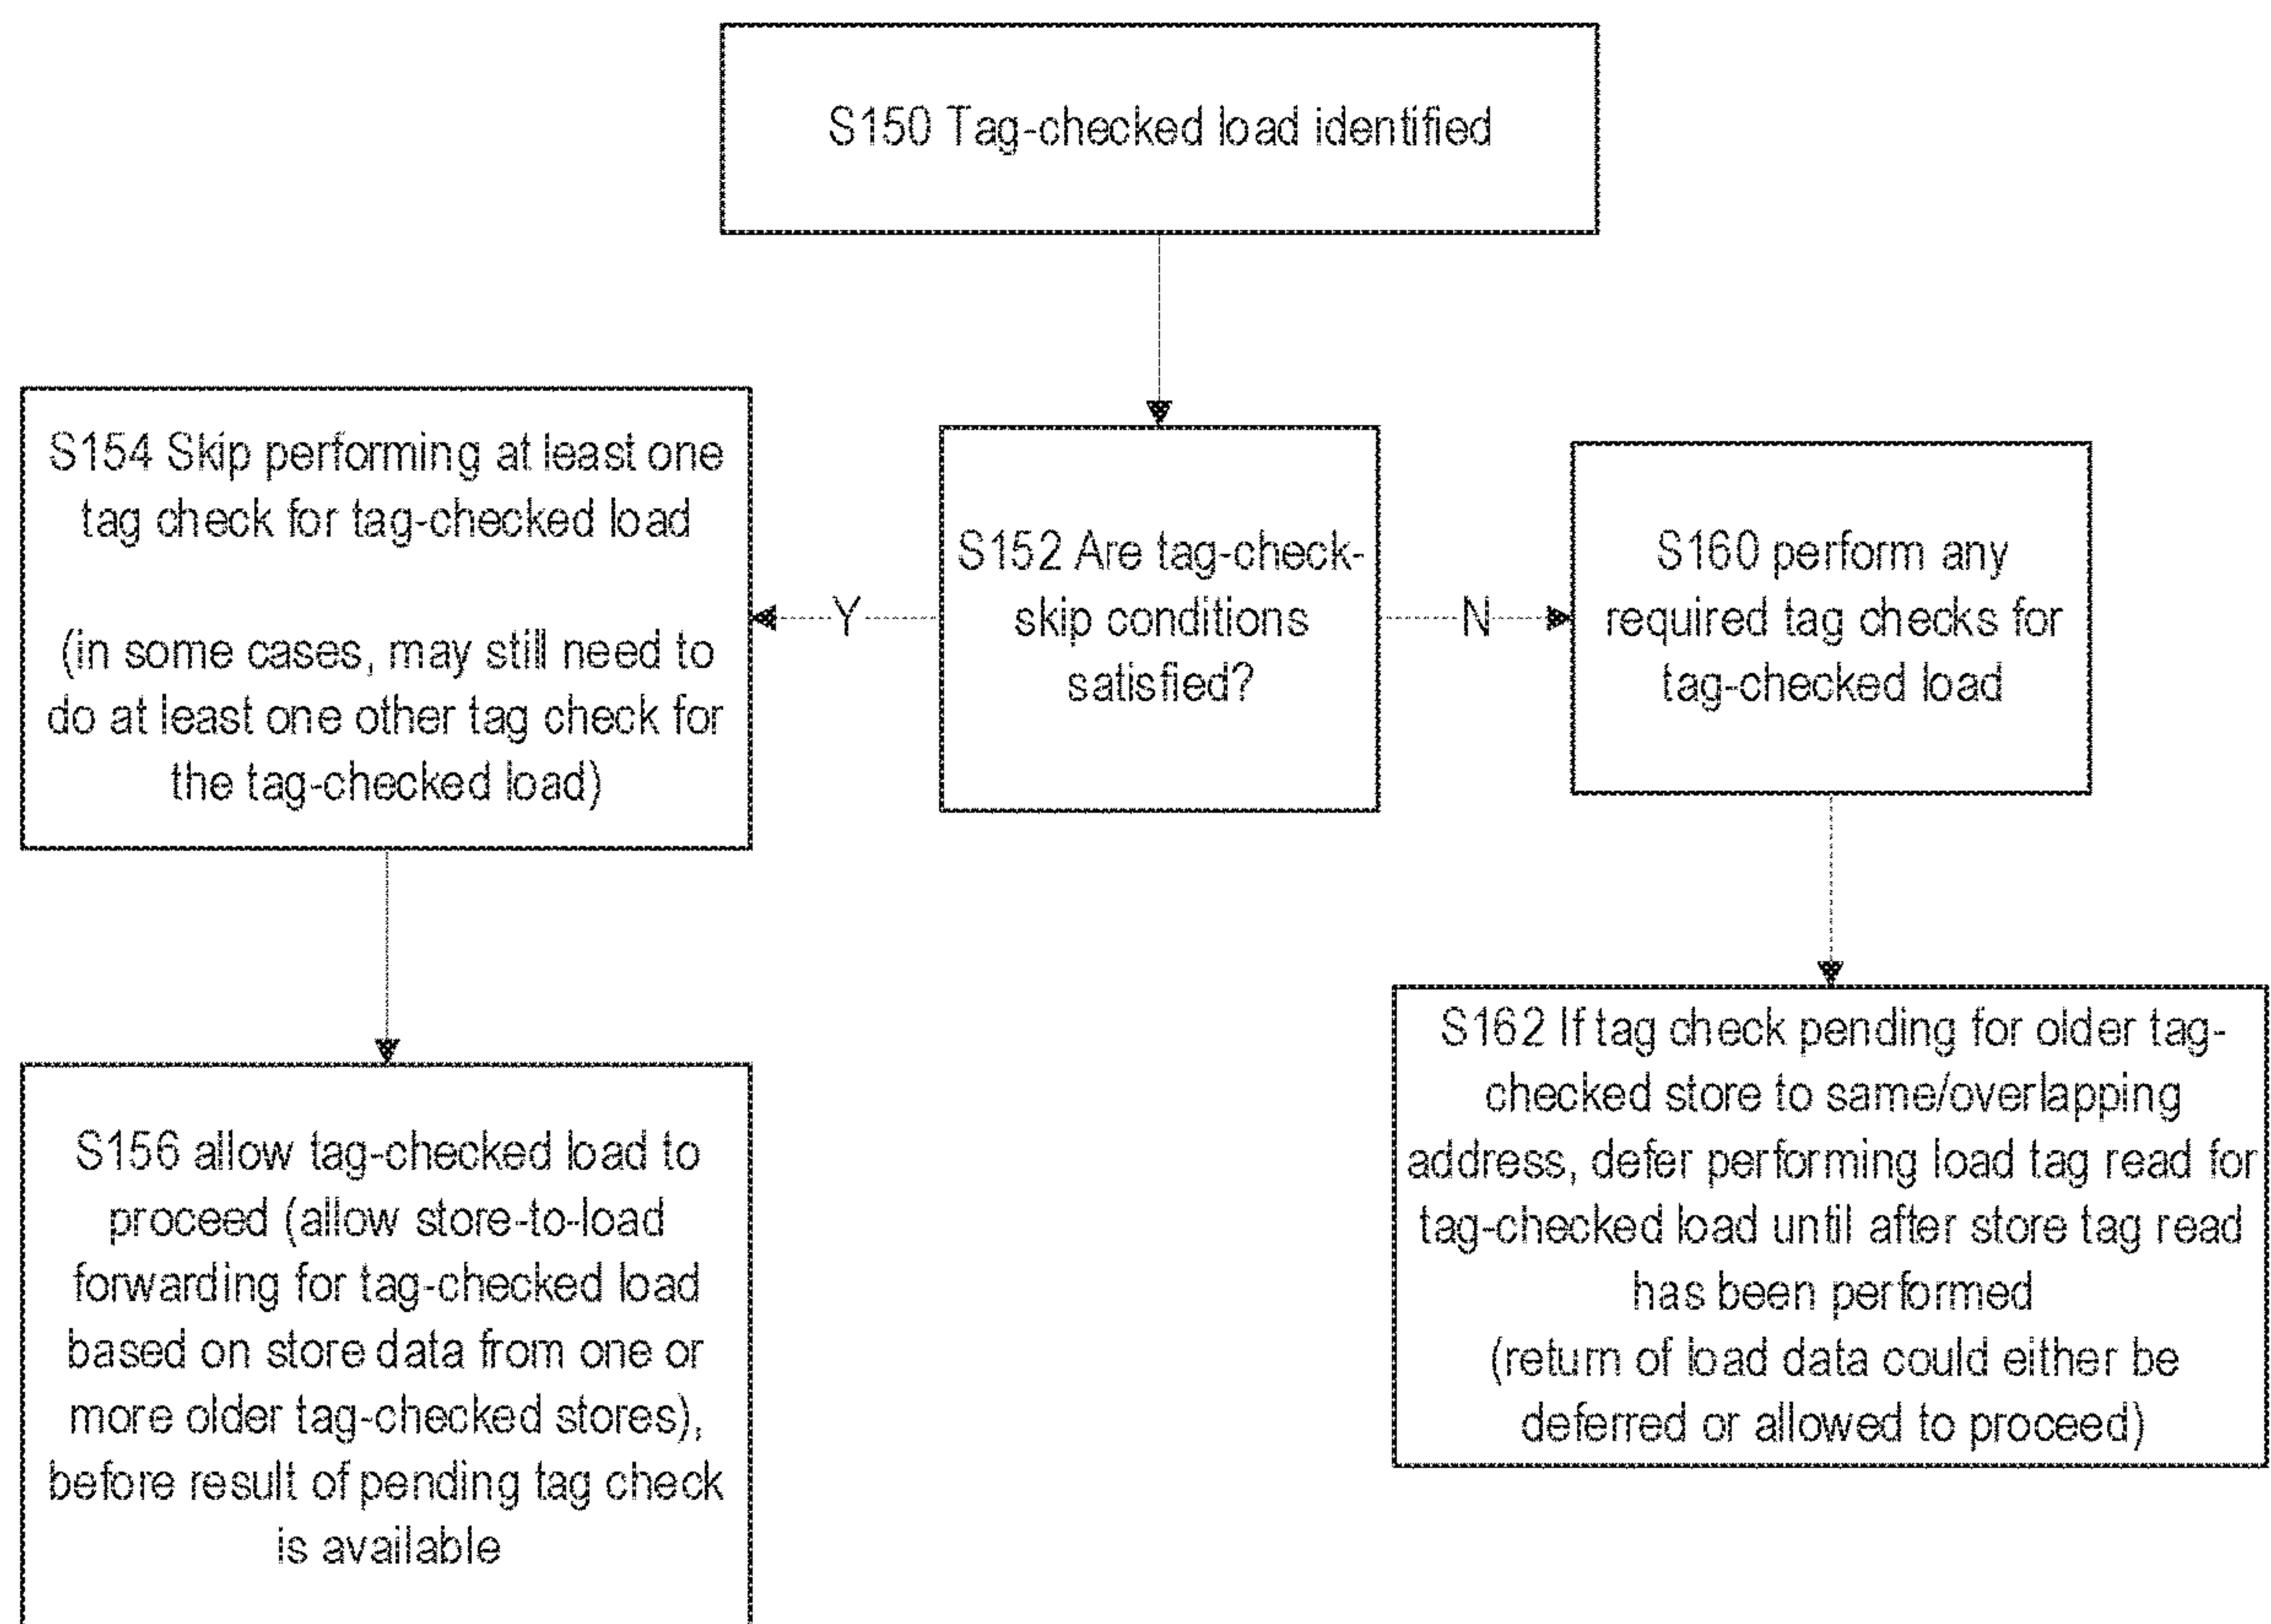 S150 Tag-checked load identified
S154 Skip performing at least one
tag check for tag-checked load
(in some cases, may still need to
do at least one other tag check for
the tag-checked load)
S152 Are tag-check-
skip conditions
satisfied?
Y
N
S160 perform any
required tag checks for
tag-checked load
S156 allow tag-checked load to
proceed (allow store-to-load
forwarding for tag-checked load
based on store data from one or
more older tag-checked stores),
before result of pending tag check
is available
S162 If tag check pending for older tag-
checked store to same/overlapping
address, defer performing load tag read for
tag-checked load until after store tag read
has been performed
(return of load data could either be
deferred or allowed to proceed)